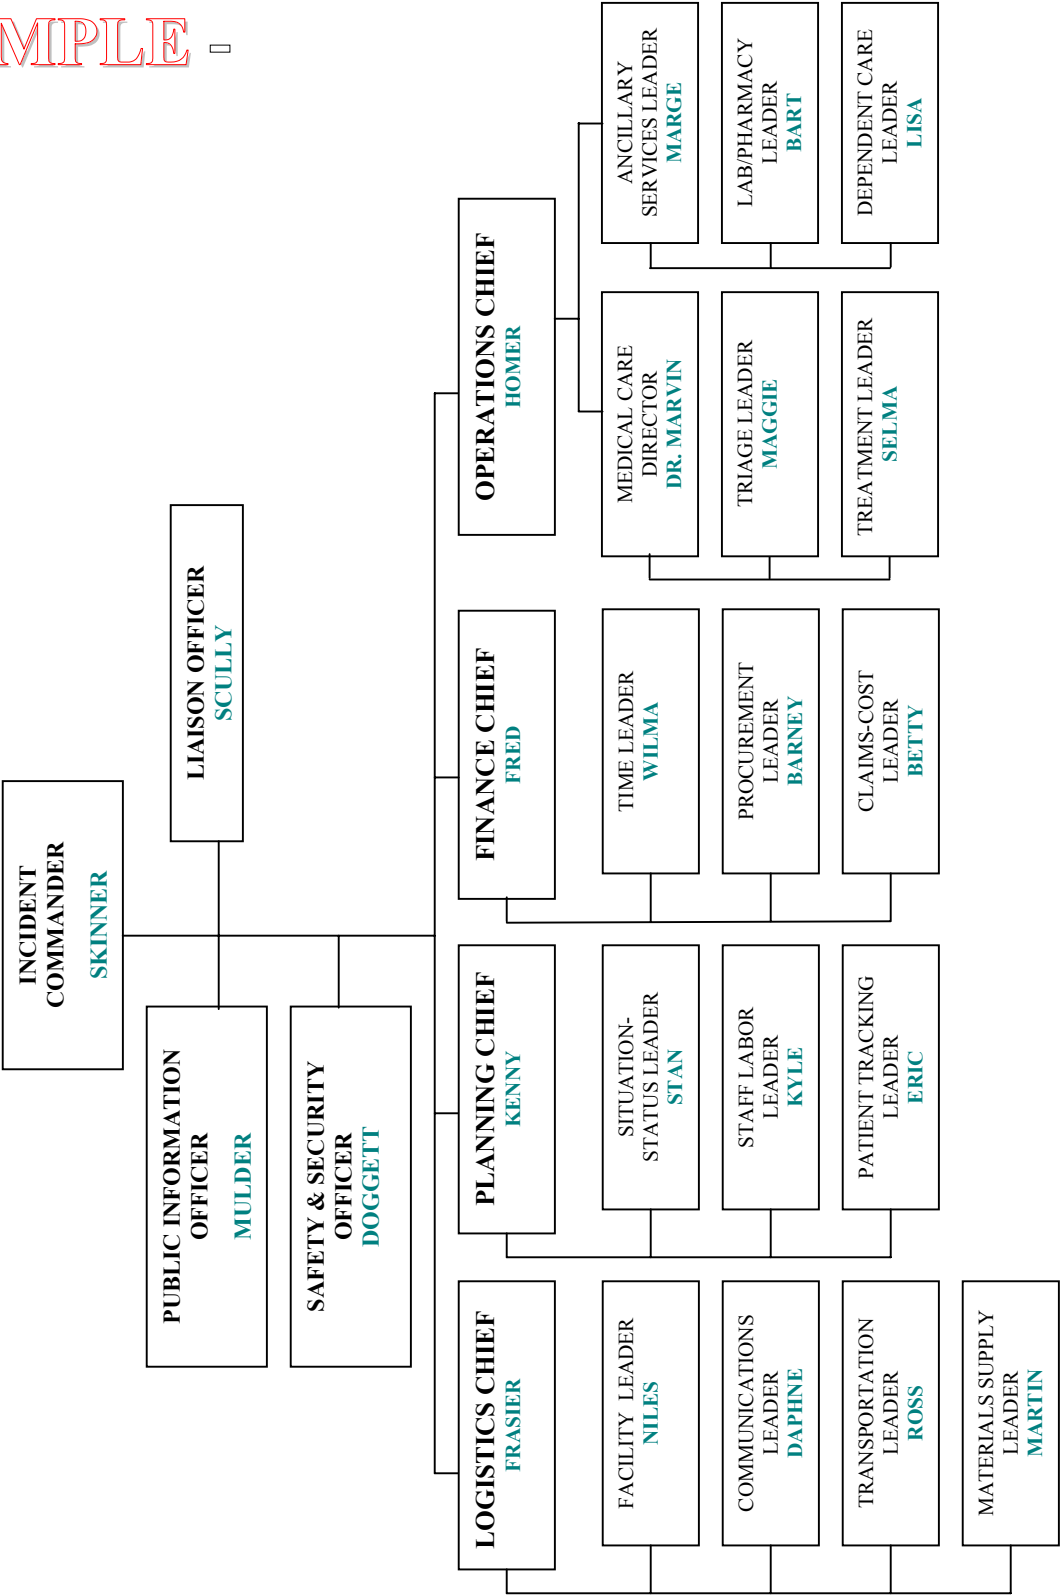 MPLE -
INCIDENT
COMMANDER
SKINNER
PUBLIC INFORMATION
OFFICER
MULDER
LIAISON OFFICER
SCULLY
SAFETY & SECURITY
OFFICER
DOGGETT
LOGISTICS CHIEF
FRASIER
FACILITY LEADER
NILES
COMMUNICATIONS
LEADER
DAPHNE
TRANSPORTATION
LEADER
ROSS
MATERIALS SUPPLY
LEADER
MARTIN
PLANNING CHIEF
KENNY
SITUATION-
STATUS LEADER
STAN
STAFF LABOR
LEADER
KYLE
PATIENT TRACKING
LEADER
ERIC
FINANCE CHIEF
FRED
TIME LEADER
WILMA
PROCUREMENT
LEADER
BARNEY
CLAIMS-COST
LEADER
BETTY
OPERATIONS CHIEF
HOMER
MEDICAL CARE
DIRECTOR
DR. MARVIN
TRIAGE LEADER
MAGGIE
TREATMENT LEADER
SELMA
ANCILLARY
SERVICES LEADER
MARGE
LAB/PHARMACY
LEADER
BART
DEPENDENT CARE
LEADER
LISA